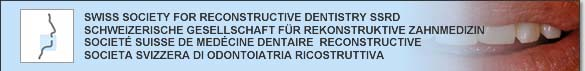 SWISS SOCIETY FOR RECONSTRUCTIVE DENTISTRY SSRD
SCHWEIZERISCHE GESELLSCHAFT FÜR REKONSTRUKTIVE ZAHNMEDIZIN
SOCIETÉ SUISSE DE MEDÉCINE DENTAIRE RECONSTRUCTIVE
SOCIETA SVIZZERA DI ODONTOIATRIA RICOSTRUTTIVA